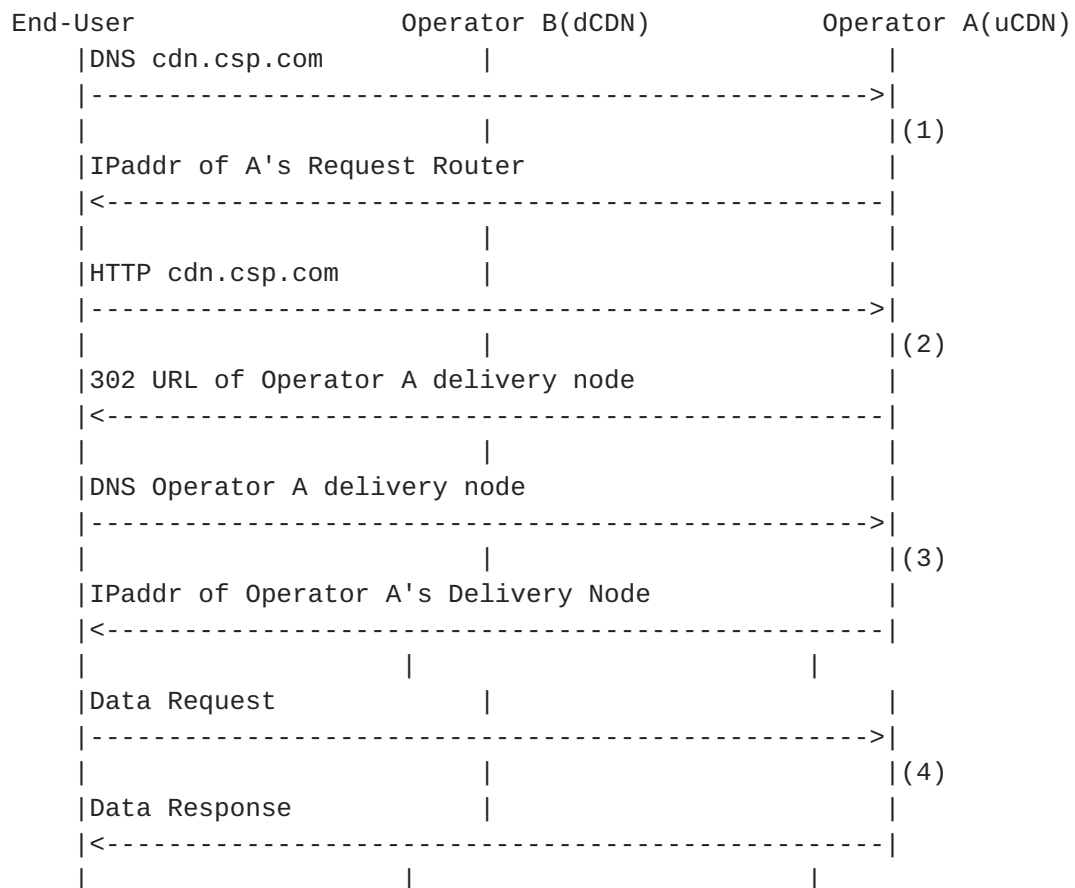 End-User                 Operator B(dCDN)           Operator A(uCDN)
    |DNS cdn.csp.com          |                         |
    |-------------------------------------------------->|
    |                         |                         |(1)
    |IPaddr of A's Request Router                       |
    |<--------------------------------------------------|
    |                         |                         |
    |HTTP cdn.csp.com         |                         |
    |-------------------------------------------------->|
    |                         |                         |(2)
    |302 URL of Operator A delivery node                |
    |<--------------------------------------------------|
    |                         |                         |
    |DNS Operator A delivery node                       |
    |-------------------------------------------------->|
    |                         |                         |(3)
    |IPaddr of Operator A's Delivery Node               |
    |<--------------------------------------------------|
    |                    |                         |
    |Data Request             |                         |
    |-------------------------------------------------->|
    |                         |                         |(4)
    |Data Response            |                         |
    |<--------------------------------------------------|
    |                    |                         |